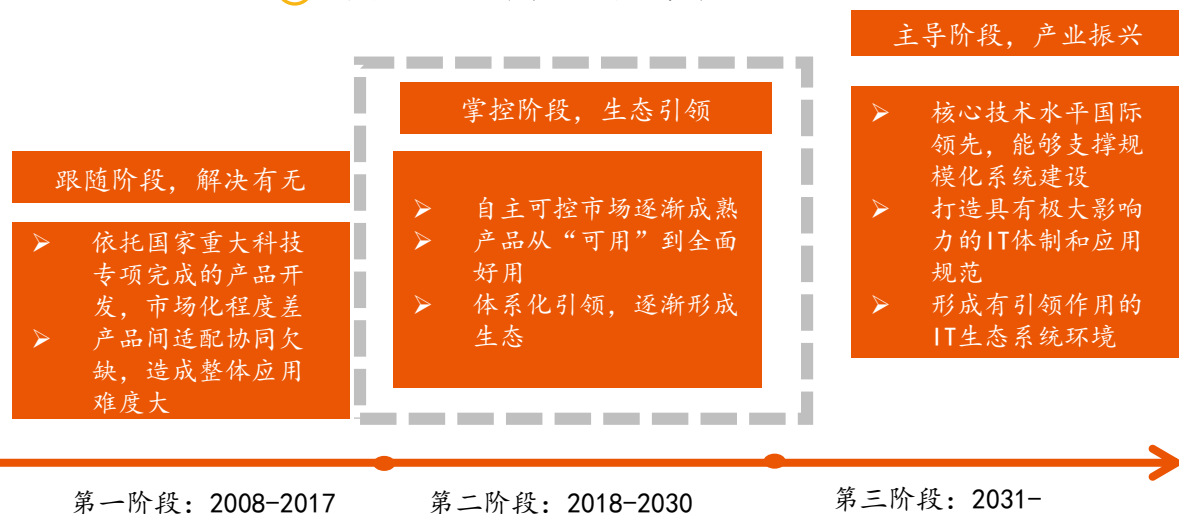 跟随阶段，解决有无
➢ 依托国家重大科技
专项完成的产品开
发，市场化程度差
➢ 产品间适配协同欠
缺，造成整体应用
难度大
掌控阶段，生态引领
➢ 自主可控市场逐渐成熟
➢ 产品从“可用”到全面
好用
➢ 体系化引领，逐渐形成
生态
主导阶段，产业振兴
➢ 核心技术水平国际
领先，能够支撑规
模化系统建设
➢ 打造具有极大影响
力的IT体制和应用
规范
➢ 形成有引领作用的
IT生态系统环境
第一阶段：2008-2017
第二阶段：2018-2030
第三阶段：2031-